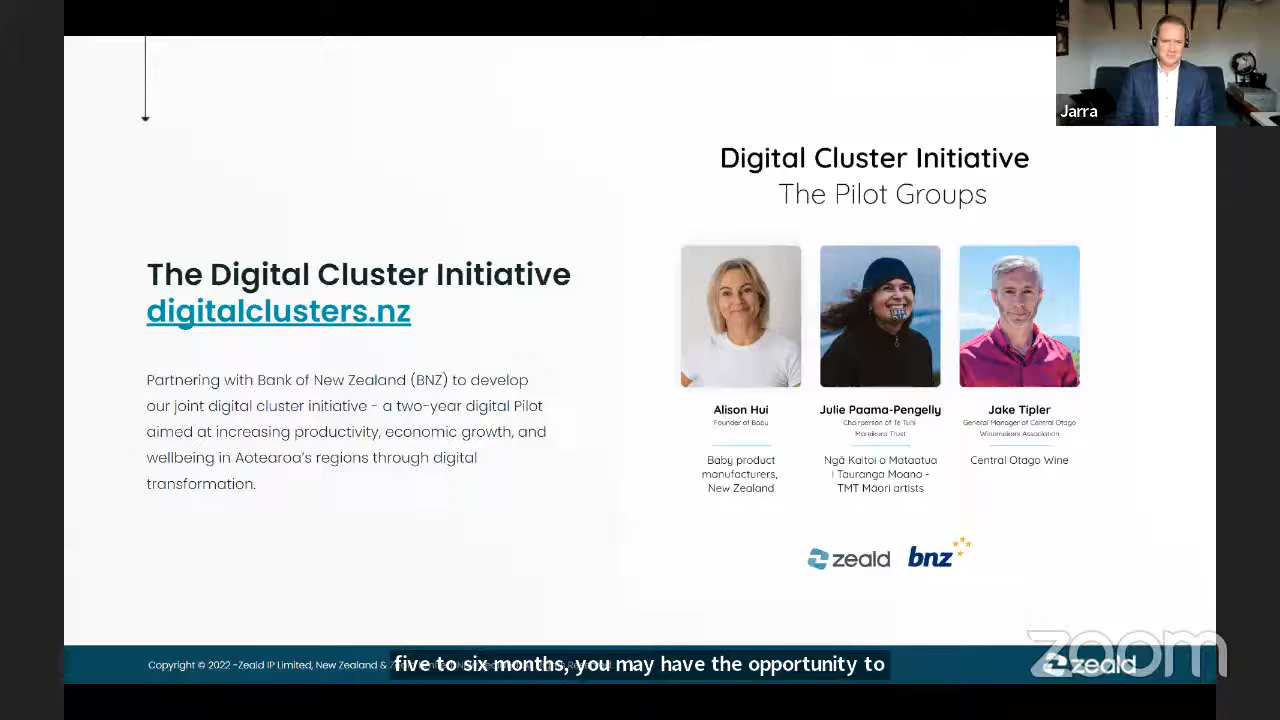 Jarra
Digital Cluster Initiative
The Pilot Groups
The Digital Cluster Initiative
digitalclusters.nz
Partnering with Bank of New Zealand (BNZ) to develop
our joint digital cluster initiative - a two-year digital Pilot
aimed at increasing productivity, economic growth, and
wellbeing in Aotearoa's regions through digital
transformation.
Alison Hui
Founder of Babu
Baby product
manufacturers,
New Zealand
Julie Paama-Pengelly
Chairperson of Te Tuhi
Mareikura Trust
Ngā Kaitoi o Mataatua
i Tauranga Moana -
TMT Māori artists
Jake Tipler
General Manager of Central Otago
Winemakers Association
Central Otago Wine
zeald
bnz
Copyright © 2022 -Zeald IP Limited, New Zealand &
five to six months, you may have the opportunity to
zoom
zeald